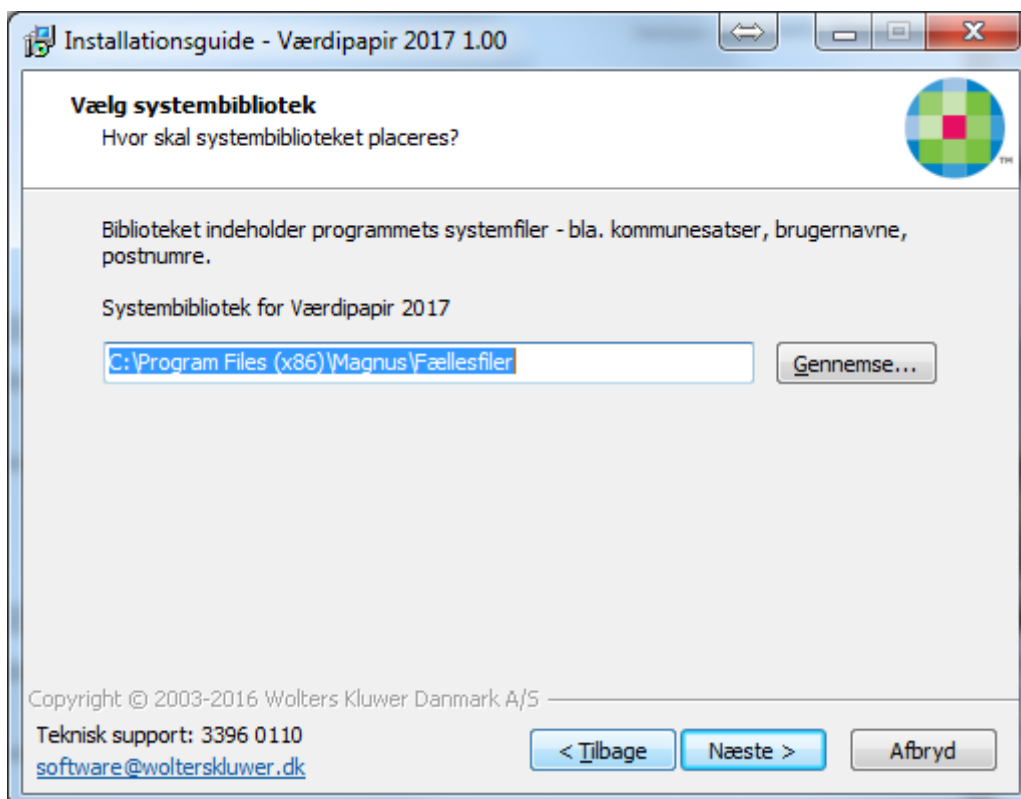 Installationsguide - Værdipapir 2017 1.00
Vælg systembibliotek
Hvor skal systembiblioteket placeres?
TM
Biblioteket indeholder programmets systemfiler - bla. kommunesatser, brugernavne,
postnumre.
Systembibliotek for Værdipapir 2017
C:\Program Files (x86)\Magnus\Fællesfiler
Gennemse...
Copyright © 2003-2016 Wolters Kluwer Danmark A/S
Teknisk support: 3396 0110
software@wolterskluwer.dk
< Tilbage
Næste >
Afbryd